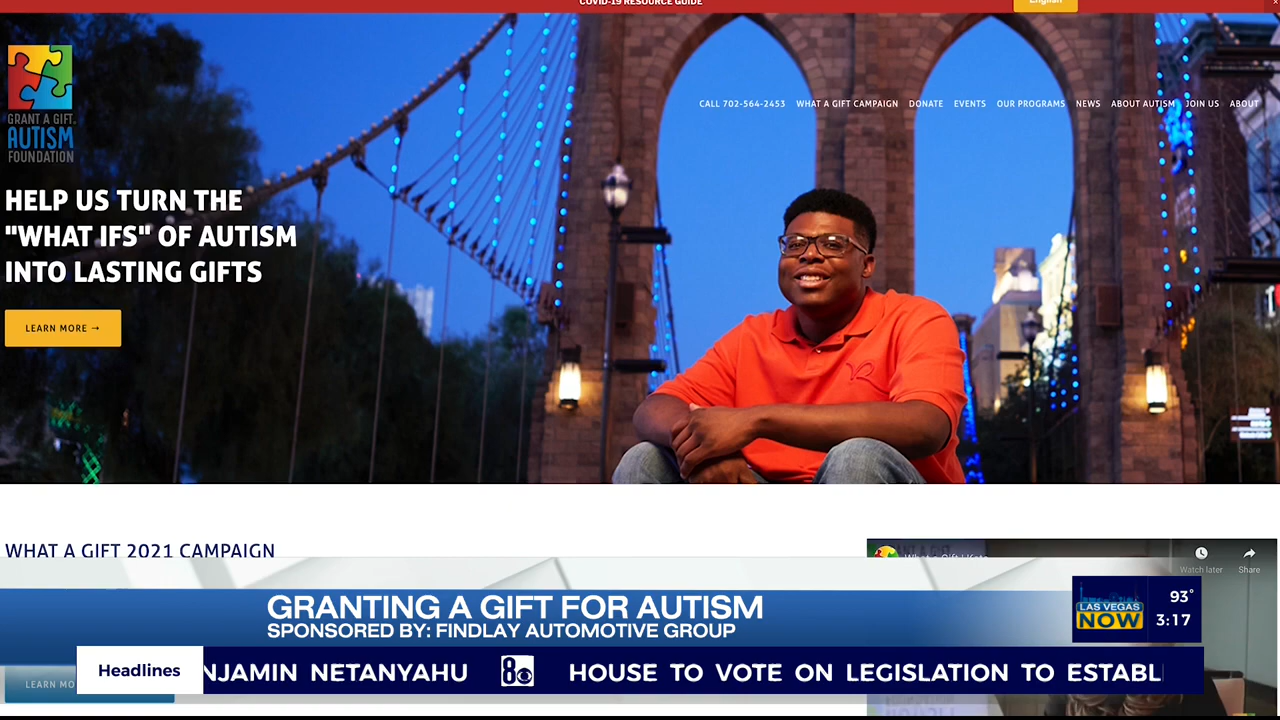 COVID-19 RESOURCE GUIDE
English
GRANT A GIFT
AUTISM
FOUNDATION
CALL 702-564-2453 WHAT A GIFT CAMPAIGN DONATE EVENTS OUR PROGRAMS NEWS ABOUT AUTISM JOIN US ABOUT
HELP US TURN THE
"WHAT IFS" OF AUTISM
INTO LASTING GIFTS
LEARN MORE →
WHAT A GIFT 2021 CAMPAIGN
Watch later
Share
GRANTING A GIFT FOR AUTISM
SPONSORED BY: FINDLAY AUTOMOTIVE GROUP
LAS VEGAS
NOW
93°
3:17
Headlines
NJAMIN NETANYAHU 8 HOUSE TO VOTE ON LEGISLATION TO ESTABL
LEARN MO